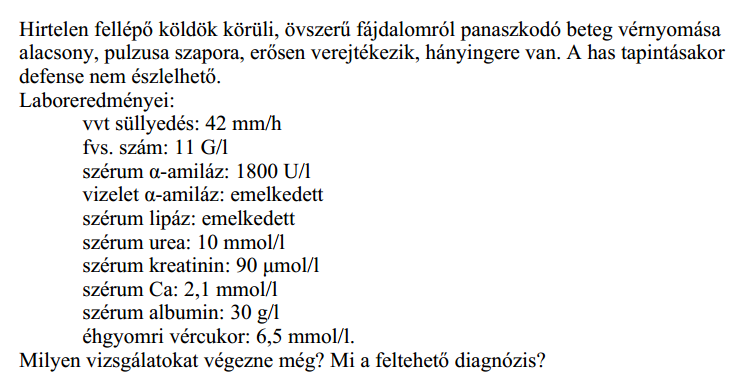 Hirtelen fellépő köldök körüli, övszerű fájdalomról panaszkodó beteg vérnyomása
alacsony, pulzusa szapora, erősen verejtékezik, hányingere van. A has tapintásakor
defense nem észlelhető.
Laboreredményei:
vvt süllyedés: 42 mm/h
fvs. szám: 11 G/l
szérum α-amiláz: 1800 U/l
vizelet α-amiláz: emelkedett
szérum lipáz: emelkedett
szérum urea: 10 mmol/l
szérum kreatinin: 90 μmol/l
szérum Ca: 2,1 mmol/l
szérum albumin: 30 g/l
éhgyomri vércukor: 6,5 mmol/l.
Milyen vizsgálatokat végezne még? Mi a feltehető diagnózis?